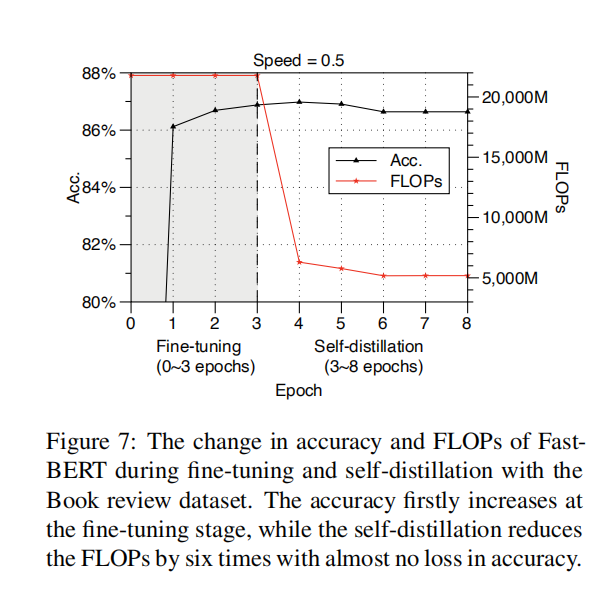 Speed = 0.5
88%
86%
84%
82%
80%
Acc.
20,000M
15,000M
10,000M
5,000M
FLOPs
Acc.
FLOPs
0 1 2 3 4 5 6 7 8
Fine-tuning Self-distillation
(0~3 epochs) (3~8 epochs)
Epoch
Figure 7: The change in accuracy and FLOPs of Fast-
BERT during fine-tuning and self-distillation with the
Book review dataset. The accuracy firstly increases at
the fine-tuning stage, while the self-distillation reduces
the FLOPs by six times with almost no loss in accuracy.